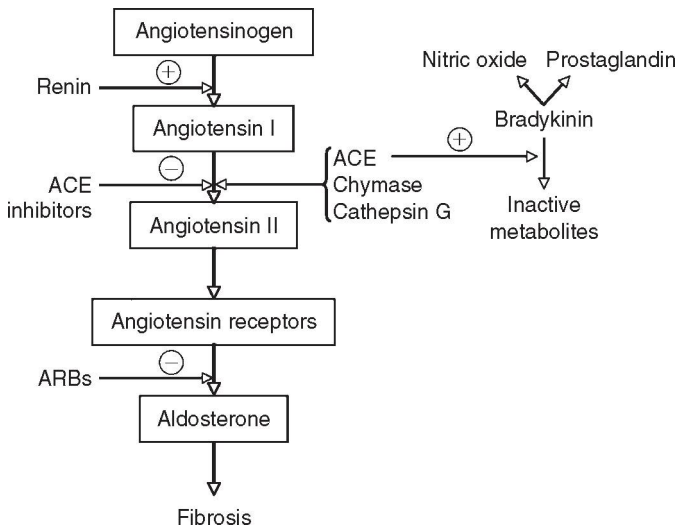 Angiotensinogen
Nitric oxide
Prostaglandin
+
Renin
Angiotensin I
Bradykinin
+
−
ACE
ACE
inhibitors
Chymase
Cathepsin G
Angiotensin II
Inactive
metabolites
Angiotensin receptors
−
ARBs
Aldosterone
Fibrosis